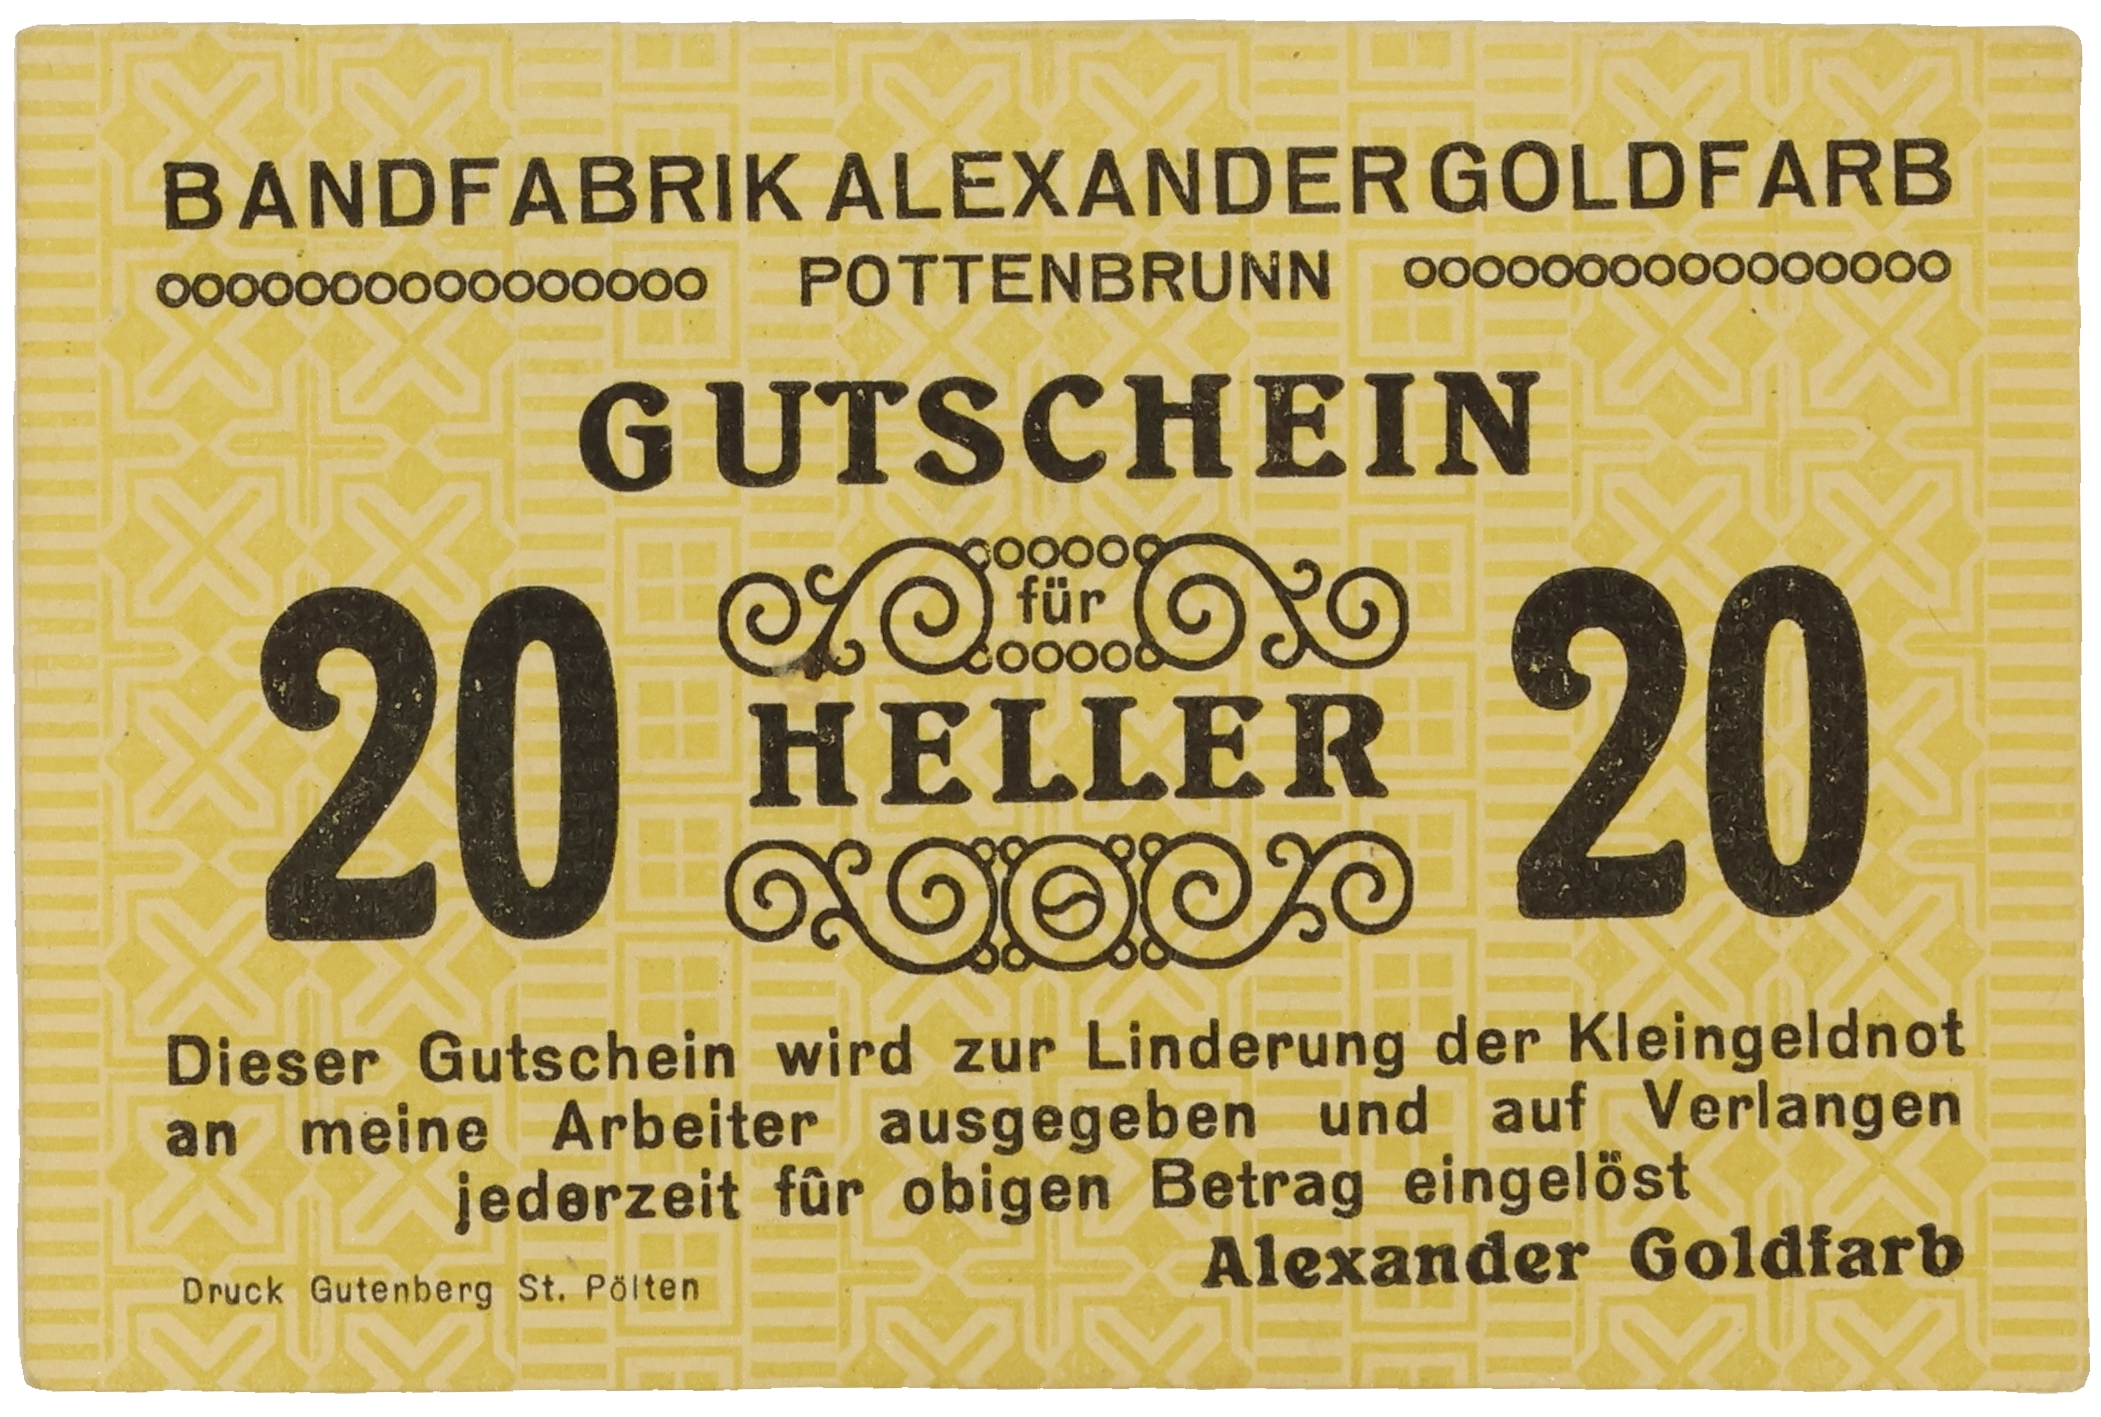 BANDFABRIK ALEXANDER GOLDFARB
POTTENBRUNN
GUTSCHEIN
für
20 HELLER 20
Dieser Gutschein wird zur Linderung der Kleingeldnot
an meine Arbeiter ausgegeben und auf Verlangen
jederzeit fûr obigen Betrag eingelöst
Alexander Goldfarb
Druck Gutenberg St. Pölten